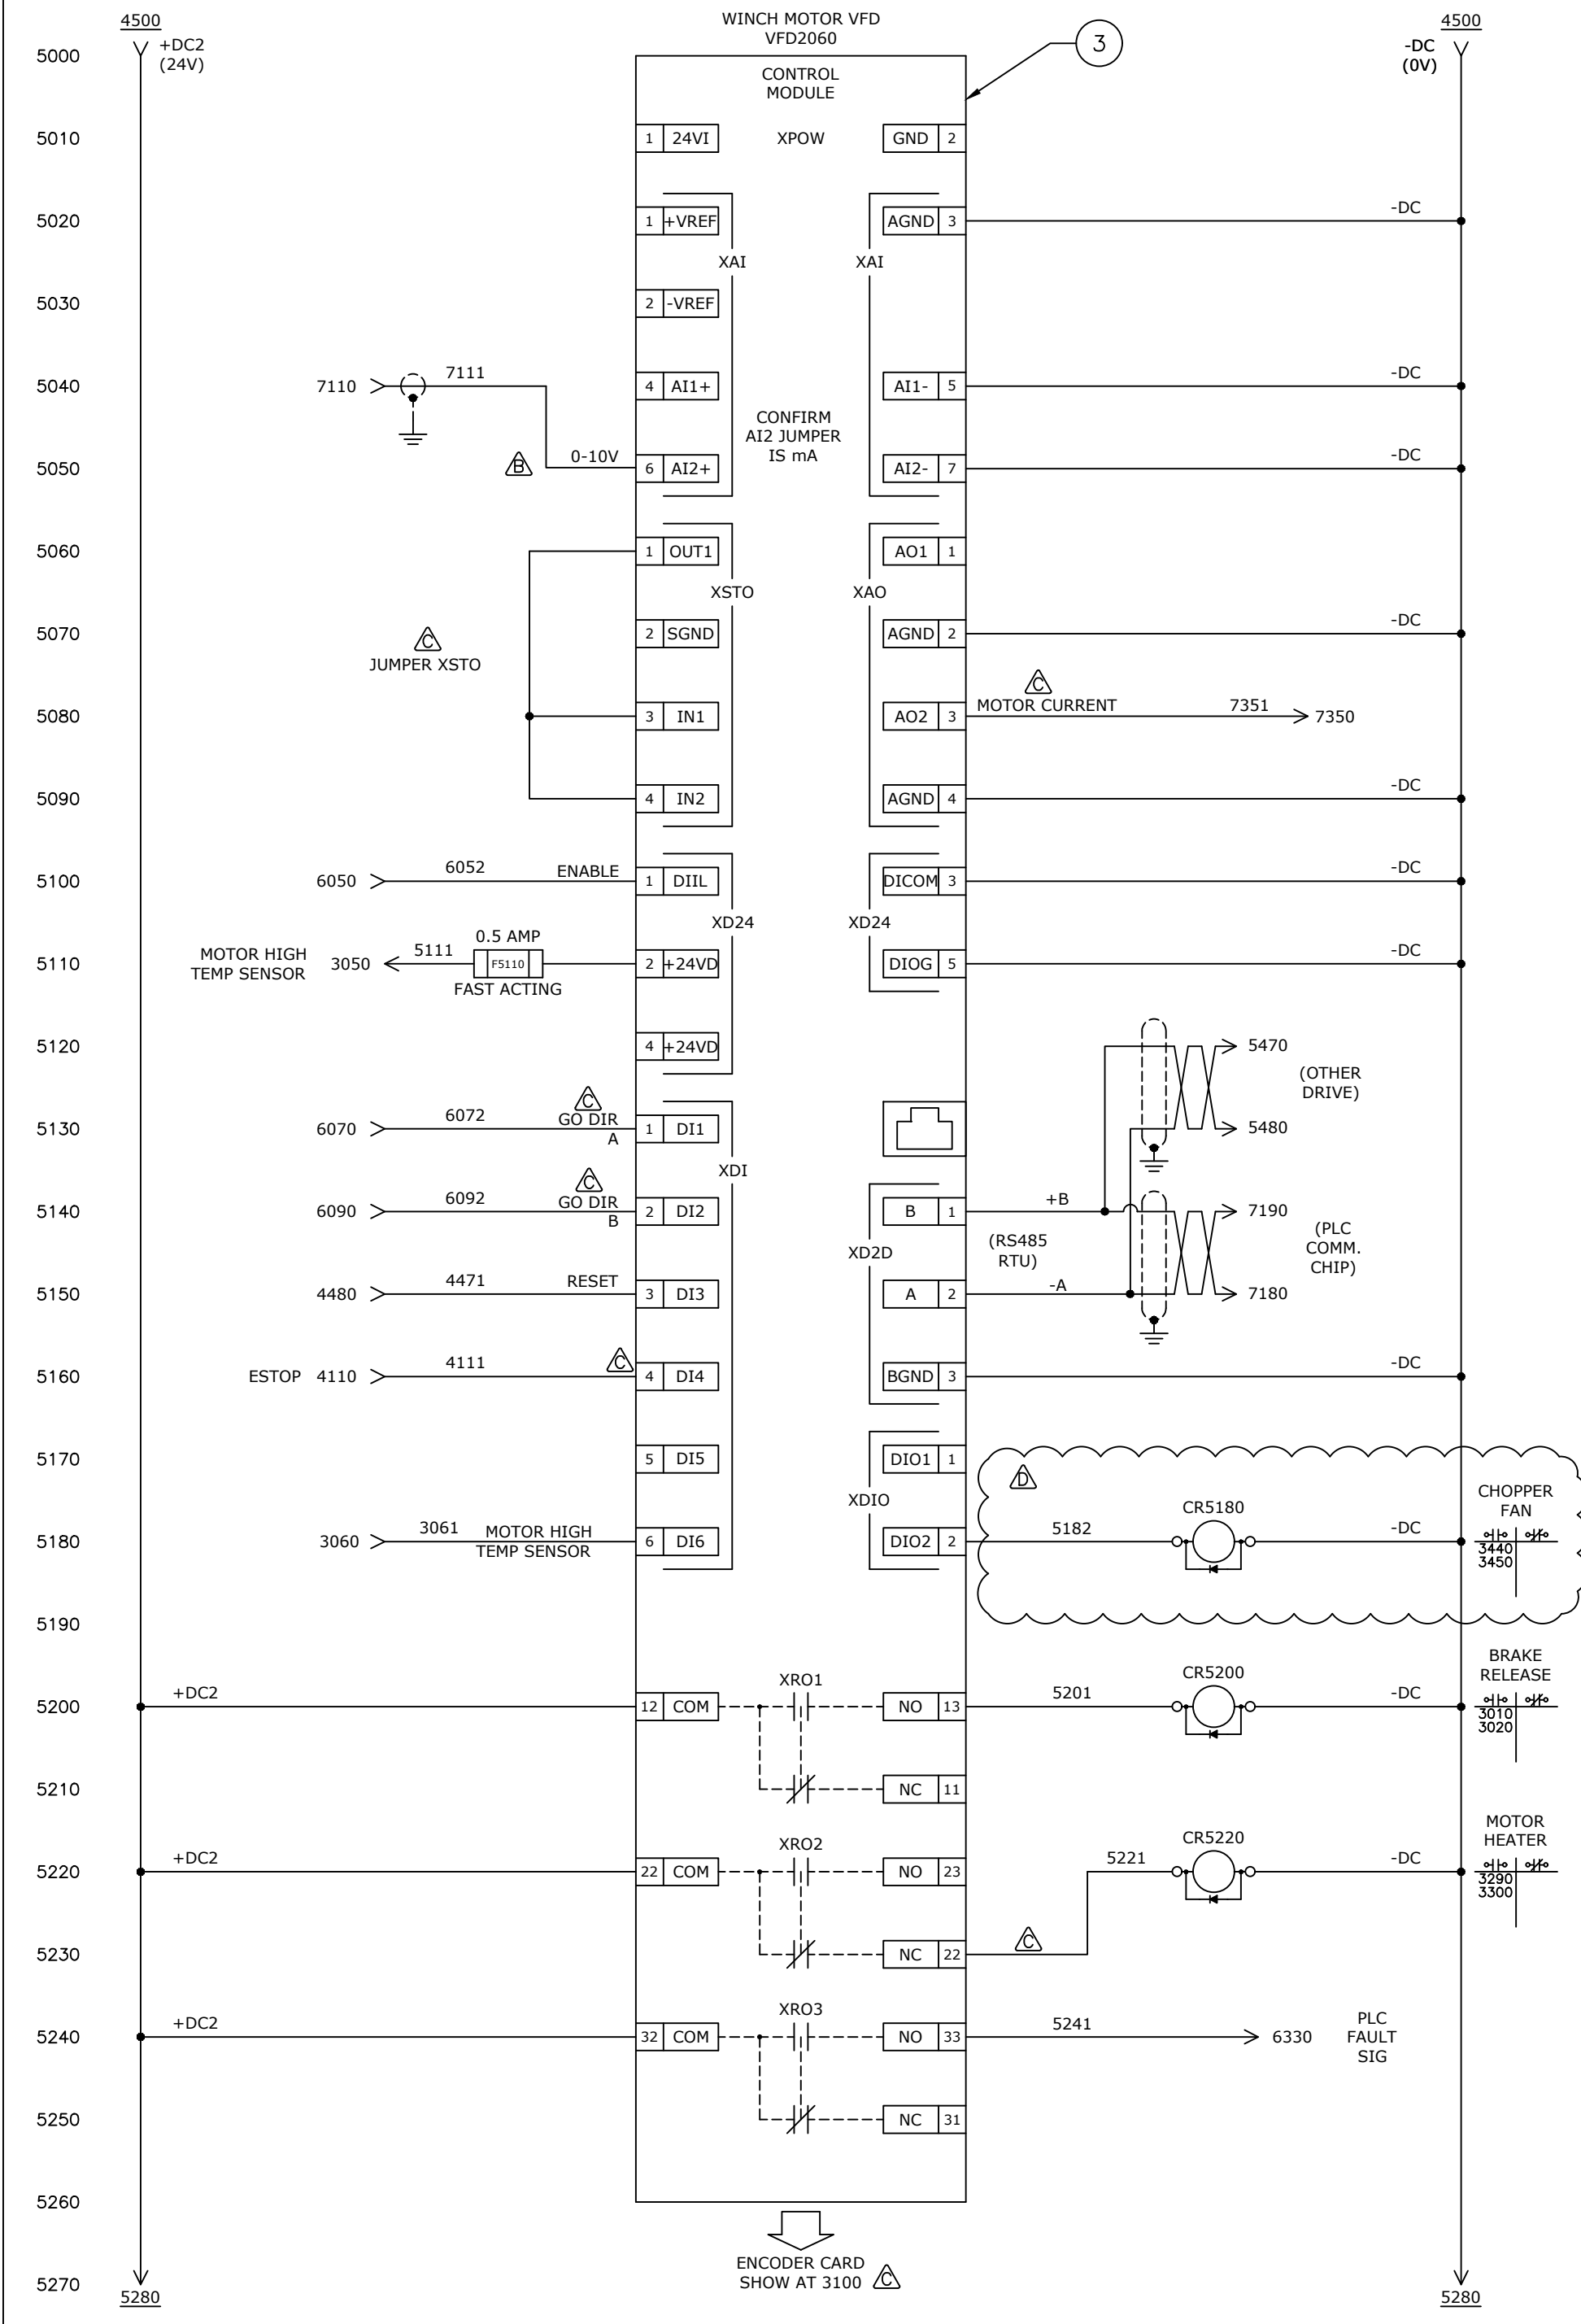 4500
WINCH MOTOR VFD
VFD2060
4500
+DC2
(24V)
3
-DC
(0V)
5000
CONTROL
MODULE
5010
1 24VI
XPOW
GND 2
5020
1 +VREF
AGND 3
-DC
XAI
XAI
5030
2 -VREF
5040
7110
7111
4 AI1+
AI1- 5
-DC
CONFIRM
AI2 JUMPER
IS mA
5050
B
0-10V
6 AI2+
AI2- 7
-DC
5060
1 OUT1
AO1 1
XSTO
XAO
5070
C
JUMPER XSTO
2 SGND
AGND 2
-DC
5080
3 IN1
AO2 3
C
MOTOR CURRENT
7351
7350
5090
4 IN2
AGND 4
-DC
5100
6050
6052
ENABLE
1 DIIL
DICOM 3
-DC
XD24
XD24
5110
MOTOR HIGH
TEMP SENSOR
3050
5111
0.5 AMP
F5110
FAST ACTING
2 +24VD
DIOG 5
-DC
5120
4 +24VD
5470
(OTHER
DRIVE)
5130
6070
6072
C
GO DIR
A
1 DI1
5480
XDI
5140
6090
6092
C
GO DIR
B
2 DI2
B 1
+B
7190
XD2D
(RS485
RTU)
(PLC
COMM.
CHIP)
5150
4480
4471
RESET
3 DI3
A 2
-A
7180
5160
ESTOP 4110
4111
C
4 DI4
BGND 3
-DC
5170
5 DI5
DIO1 1
D
XDIO
CHOPPER
FAN
5180
3060
3061
MOTOR HIGH
TEMP SENSOR
6 DI6
DIO2 2
5182
CR5180
-DC
3440
3450
5190
BRAKE
RELEASE
5200
+DC2
12 COM
XRO1
NO 13
5201
CR5200
-DC
3010
3020
5210
NC 11
MOTOR
HEATER
5220
+DC2
22 COM
XRO2
NO 23
5221
CR5220
-DC
3290
3300
5230
NC 22
C
5240
+DC2
32 COM
XRO3
NO 33
5241
6330
PLC
FAULT
SIG
5250
NC 31
5260
ENCODER CARD
SHOW AT 3100 C
5270
5280
5280